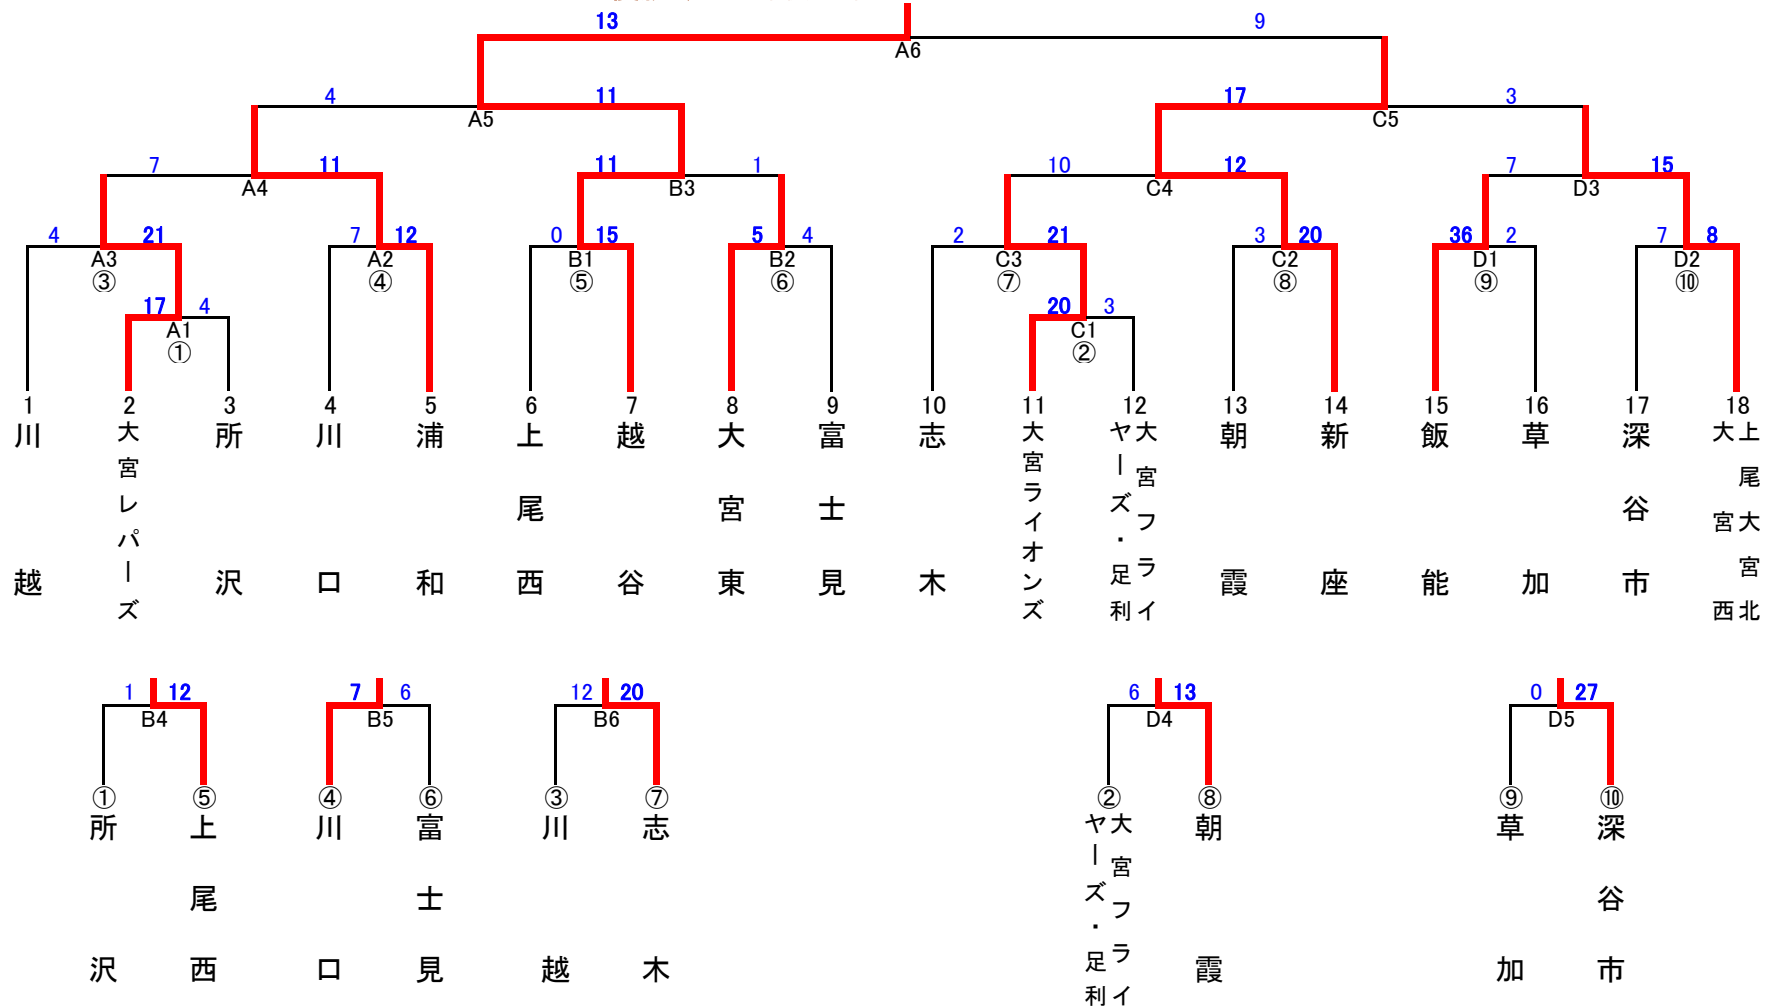 13 9
A6
4 11 17 3
A5 C5
7 11 11 1 10 12 7 15
A4 B3 C4 D3
4 21 7 12 0 15 5 4 2 21 3 20 36 2 7 8
A3 A2 B1 B2 C3 C2 D1 D2
③ ④ ⑤ ⑥ ⑦ ⑧ ⑨ ⑩
17 4 20 3
A1 C1
① ②
1 2 3 4 5 6 7 8 9 10 11 12 13 14 15 16 17 18
川越
大宮レパーズ
所沢
川口
浦和
上尾西
越谷
大宮東
富士見
志木
大宮ライオンズ
大宮フライ
ヤーズ・足利
朝霞
新座
飯能
草加
深谷市
上尾大宮北
大宮西
1 12 7 6 12 20 6 13 0 27
B4 B5 B6 D4 D5
① ⑤ ④ ⑥ ③ ⑦ ② ⑧ ⑨ ⑩
所沢
上尾西
川口
富士見
川越
志木
大宮フライ
ヤーズ・足利
朝霞
草加
深谷市